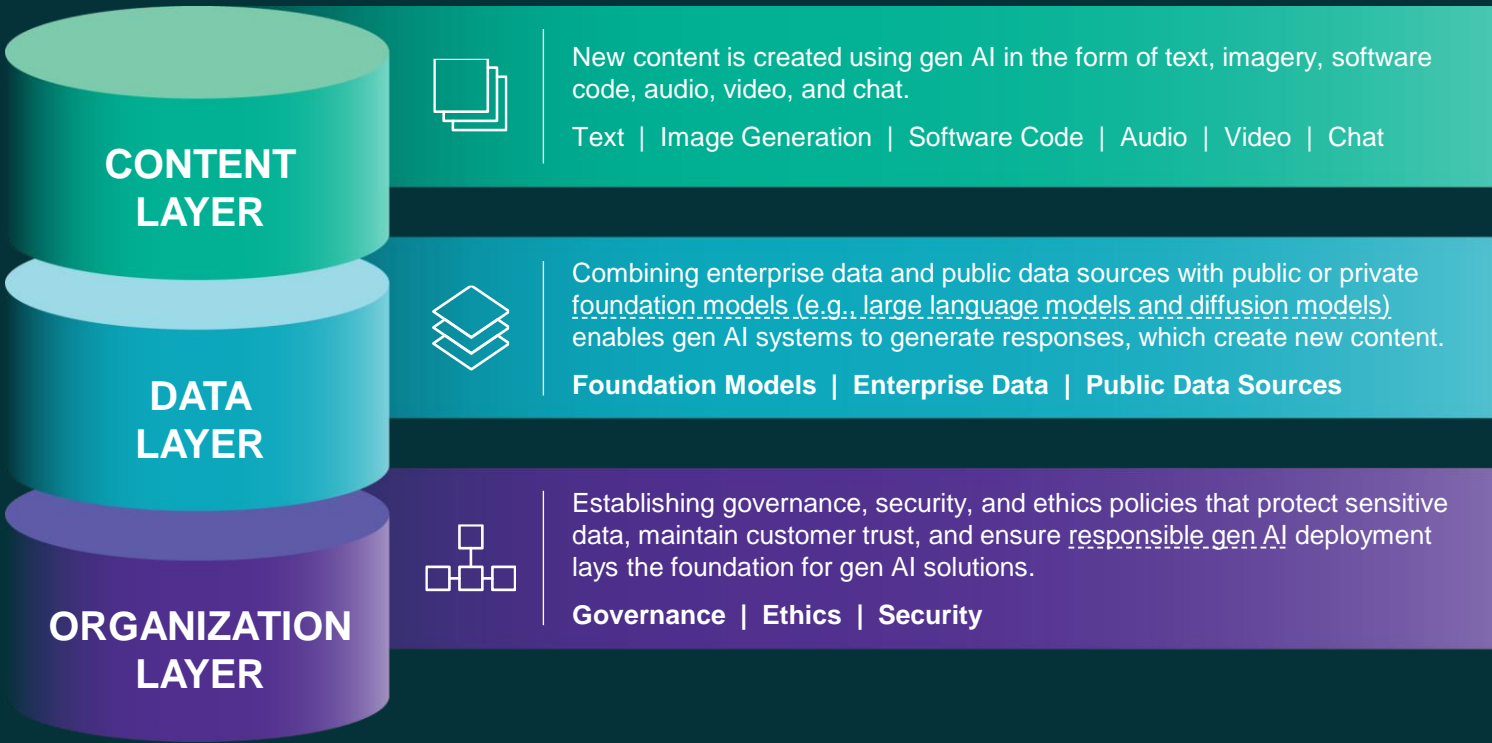 CONTENT
LAYER
New content is created using gen AI in the form of text, imagery, software
code, audio, video, and chat.
Text | Image Generation | Software Code | Audio | Video | Chat
DATA
LAYER
Combining enterprise data and public data sources with public or private
foundation models (e.g., large language models and diffusion models)
enables gen AI systems to generate responses, which create new content.
Foundation Models | Enterprise Data | Public Data Sources
ORGANIZATION
LAYER
Establishing governance, security, and ethics policies that protect sensitive
data, maintain customer trust, and ensure responsible gen AI deployment
lays the foundation for gen AI solutions.
Governance | Ethics | Security